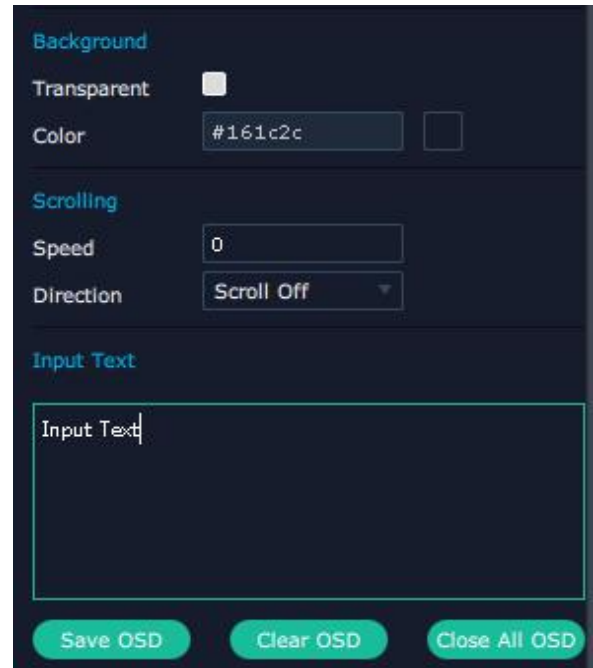 Background
Transparent
Color #161c2c
Scrolling
Speed 0
Direction Scroll Off
Input Text
Input Text
Save OSD Clear OSD Close All OSD